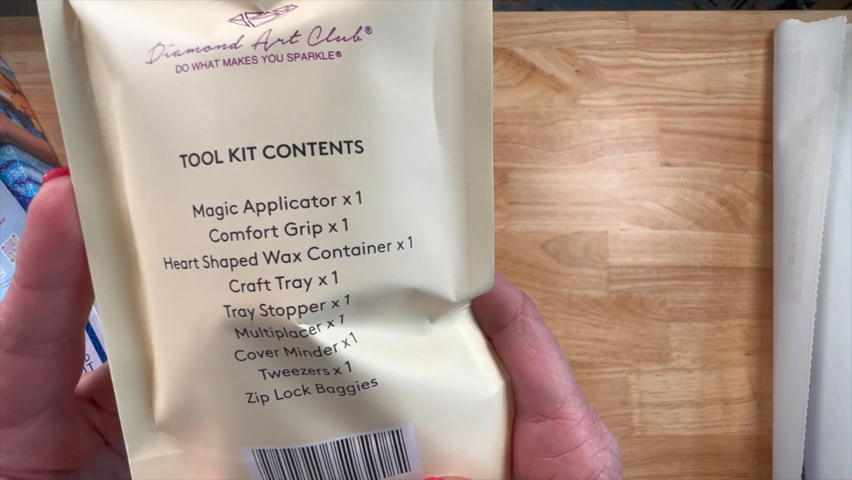 Diamond Art Club®
DO WHAT MAKES YOU SPARKLE®
TOOL KIT CONTENTS
Magic Applicator x 1
Comfort Grip x 1
Heart Shaped Wax Container x 1
Craft Tray x 1
Tray Stopper x 1
Multiplacer x 1
Cover Minder x 1
Tweezers x 1
Zip Lock Baggies